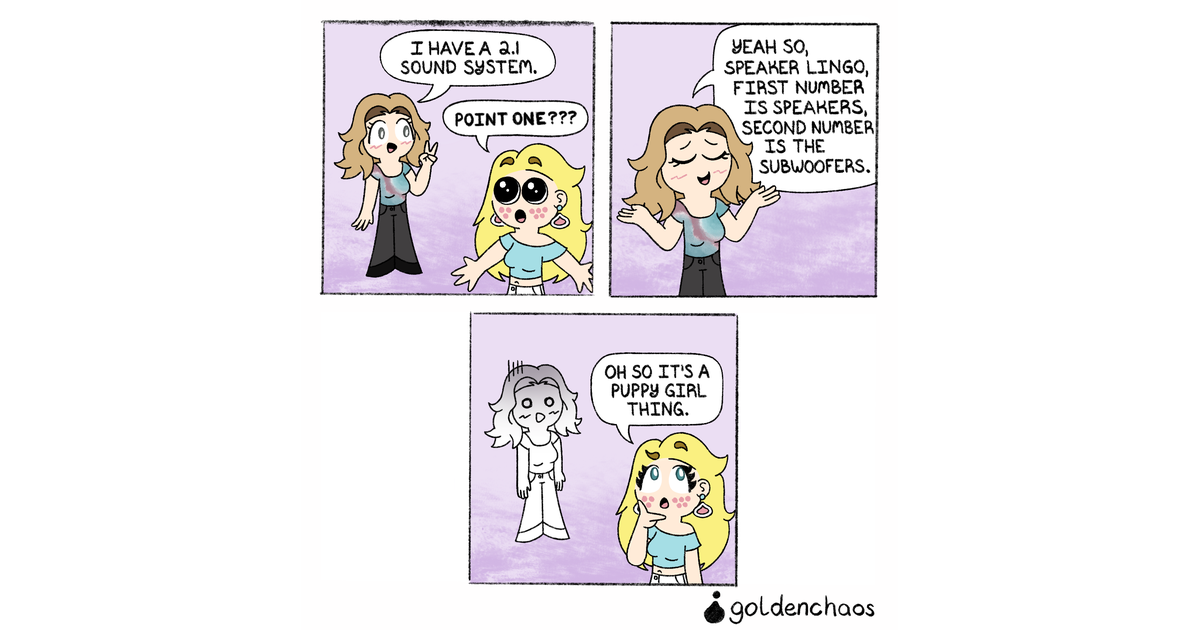 I HAVE A 2.1
SOUND SYSTEM.
POINT ONE???
YEAH SO,
SPEAKER LINGO,
FIRST NUMBER
IS SPEAKERS,
SECOND NUMBER
IS THE
SUBWOOFERS.
OH SO IT'S A
PUPPY GIRL
THING.
goldenchaos